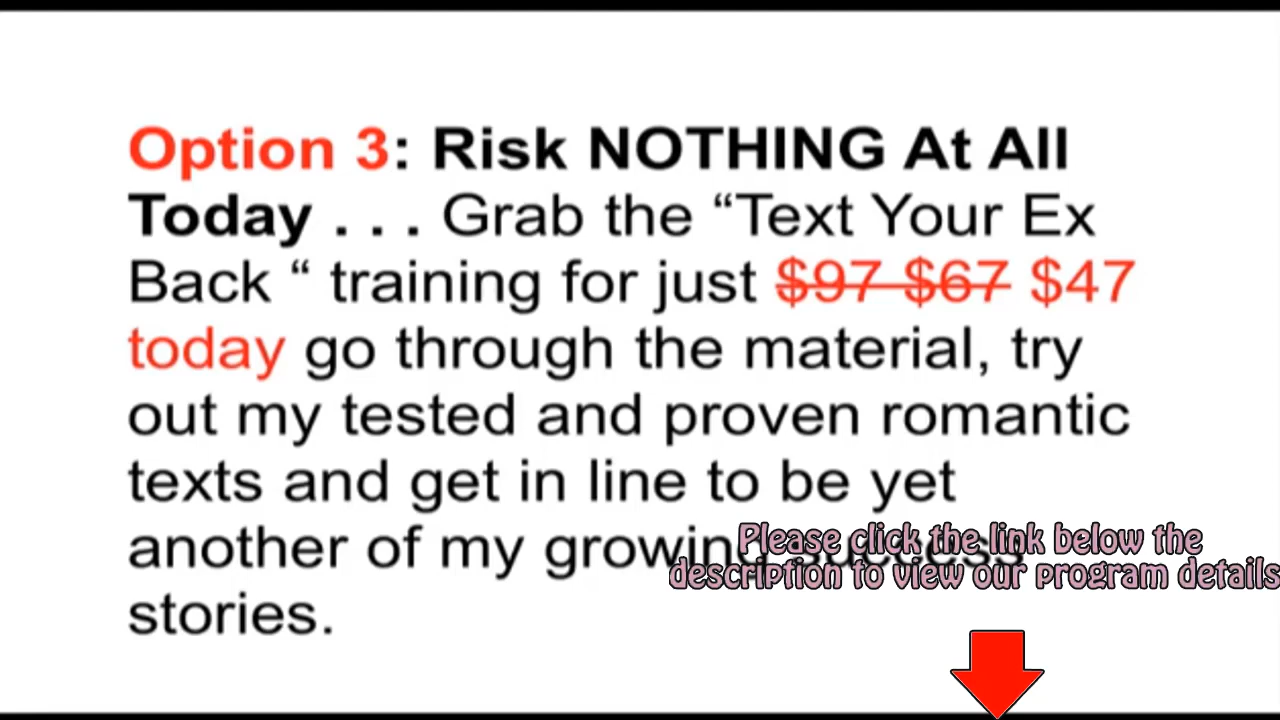 Option 3: Risk NOTHING At All
Today . . . Grab the “Text Your Ex
Back “ training for just $97 $67 $47
today go through the material, try
out my tested and proven romantic
texts and get in line to be yet
another of my growing success
stories.
Please click the link below the
description to view our program details